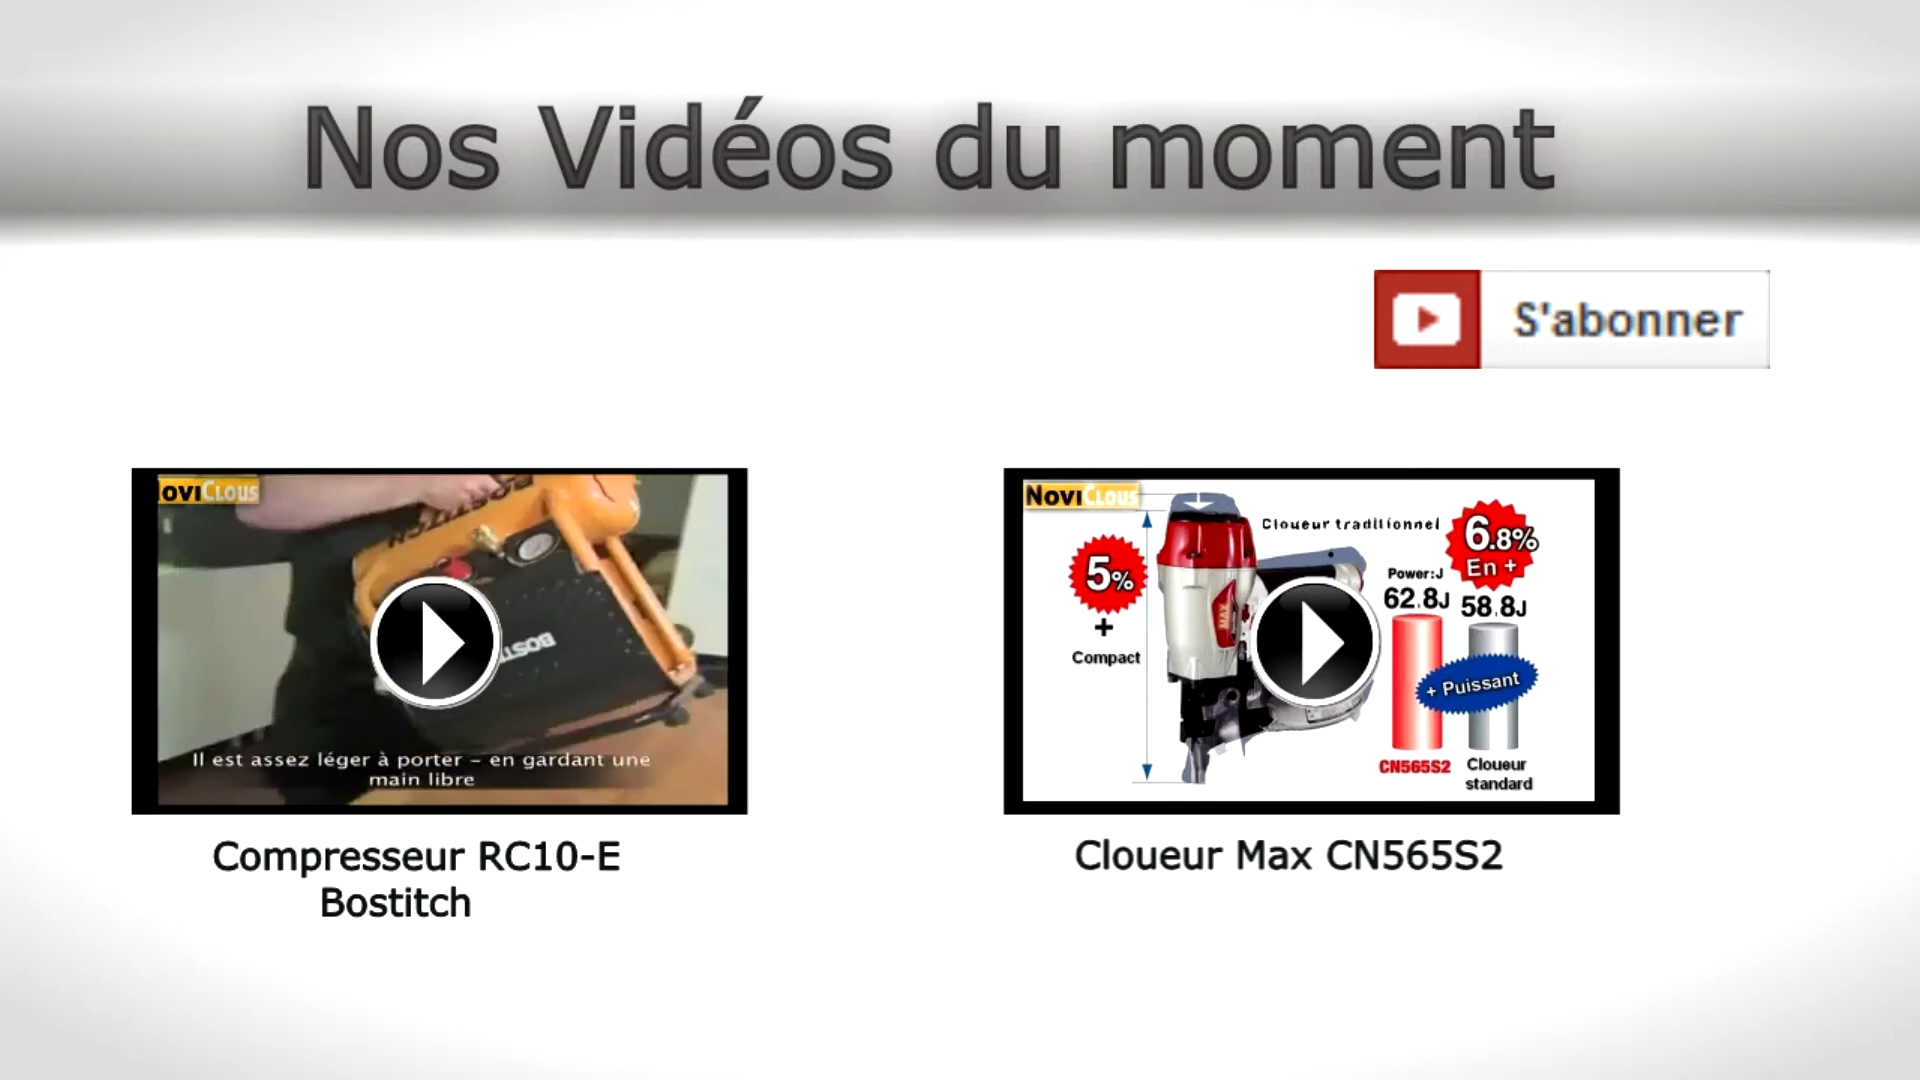 Nos Vidéos du moment
S'abonner
OVICLOUS
BOSTITCH
Il est assez léger à porter – en gardant une
main libre
Compresseur RC10-E
Bostitch
NOVICLOUS
Cloueur traditionnel
6.8%
En +
5%
+
Compact
MAX
Power:J
62.8J
58.8J
+ Puissant
CN565S2
Cloueur
standard
Cloueur Max CN565S2